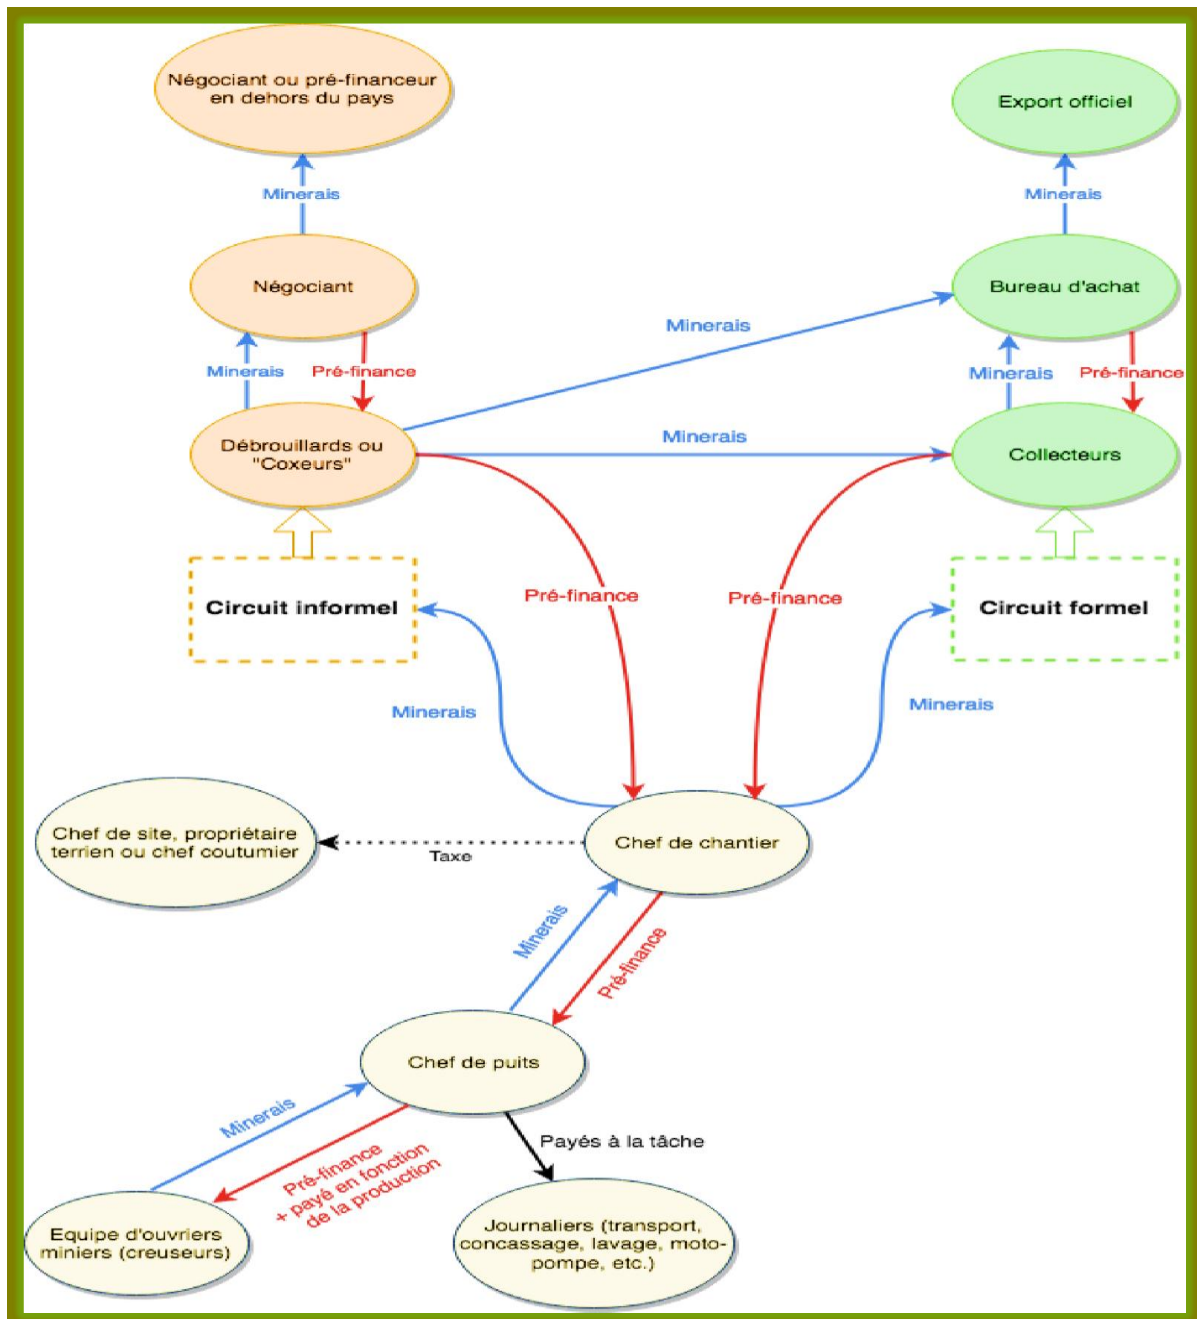 Négociant ou pré-financeur
en dehors du pays
Export officiel
Minerais
Minerais
Négociant
Bureau d'achat
Minerais
Minerais
Pré-finance
Minerais
Pré-finance
Débrouillards ou
"Coxeurs"
Minerais
Collecteurs
Circuit informel
Pré-finance
Pré-finance
Circuit formel
Minerais
Minerais
Chef de site, propriétaire
terrien ou chef coutumier
Taxe
Chef de chantier
Minerais
Pré-finance
Chef de puits
Minerais
Pré-finance
+ payé en fonction
de la production
Payés à la tâche
Equipe d'ouvriers
miniers (creuseurs)
Journaliers (transport,
concassage, lavage, moto-
pompe, etc.)